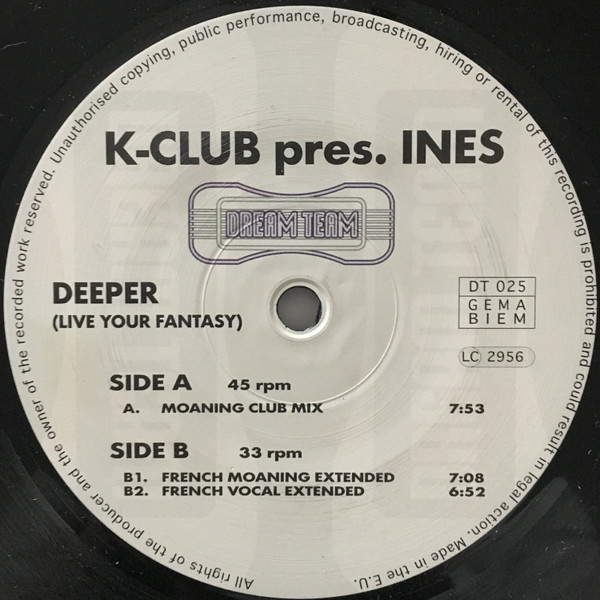 All rights of the producer and the owner of the recorded work reserved. Unauthorised copying, public performance, broadcasting, hiring or rental of this recording is prohibited and could result in legal action. Made in the E.U.
K-CLUB pres. INES
DREAM TEAM
DEEPER
(LIVE YOUR FANTASY)
DT 025
GEMA
BIEM
LC 2956
SIDE A 45 rpm
A. MOANING CLUB MIX 7:53
SIDE B 33 rpm
B1. FRENCH MOANING EXTENDED 7:08
B2. FRENCH VOCAL EXTENDED 6:52